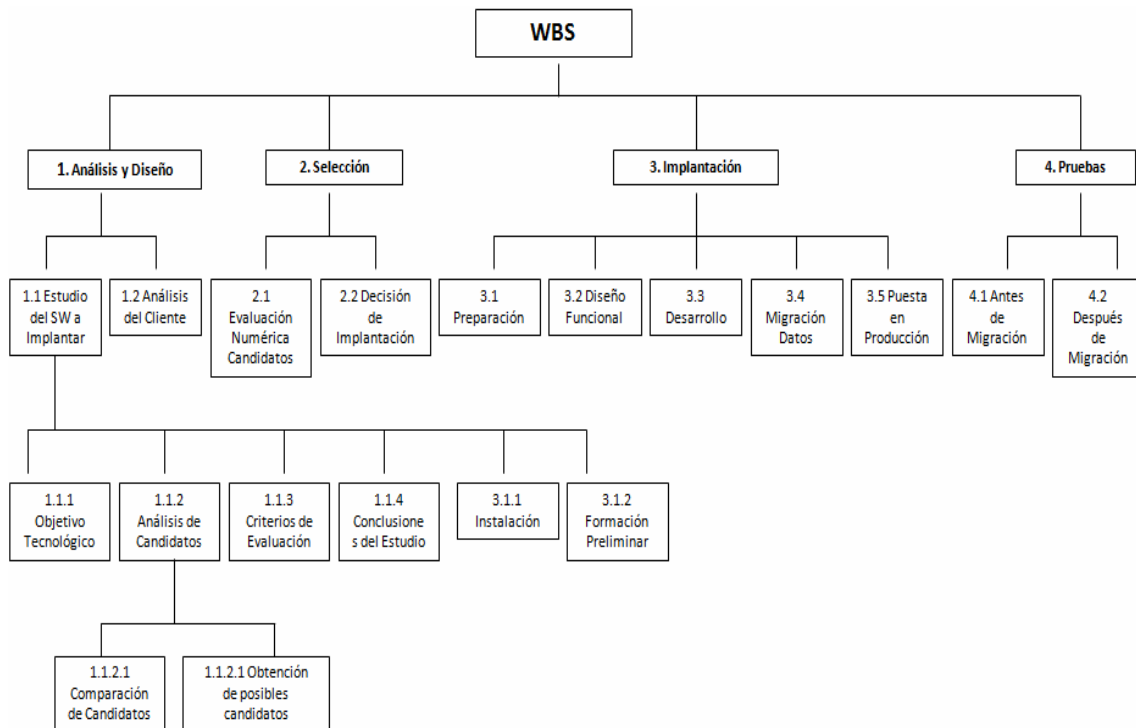 WBS
1. Análisis y Diseño
2. Selección
3. Implantación
4. Pruebas
1.1 Estudio
del SW a
Implantar
1.2 Análisis
del Cliente
2.1
Evaluación
Numérica
Candidatos
2.2 Decisión
de
Implantación
3.1
Preparación
3.2 Diseño
Funcional
3.3
Desarrollo
3.4
Migración
Datos
3.5 Puesta
en
Producción
4.1 Antes
de
Migración
4.2
Después
de
Migración
1.1.1
Objetivo
Tecnológico
1.1.2
Análisis de
Candidatos
1.1.3
Criterios de
Evaluación
1.1.4
Conclusione
s del Estudio
3.1.1
Instalación
3.1.2
Formación
Preliminar
1.1.2.1
Comparación
de Candidatos
1.1.2.1 Obtención
de posibles
candidatos